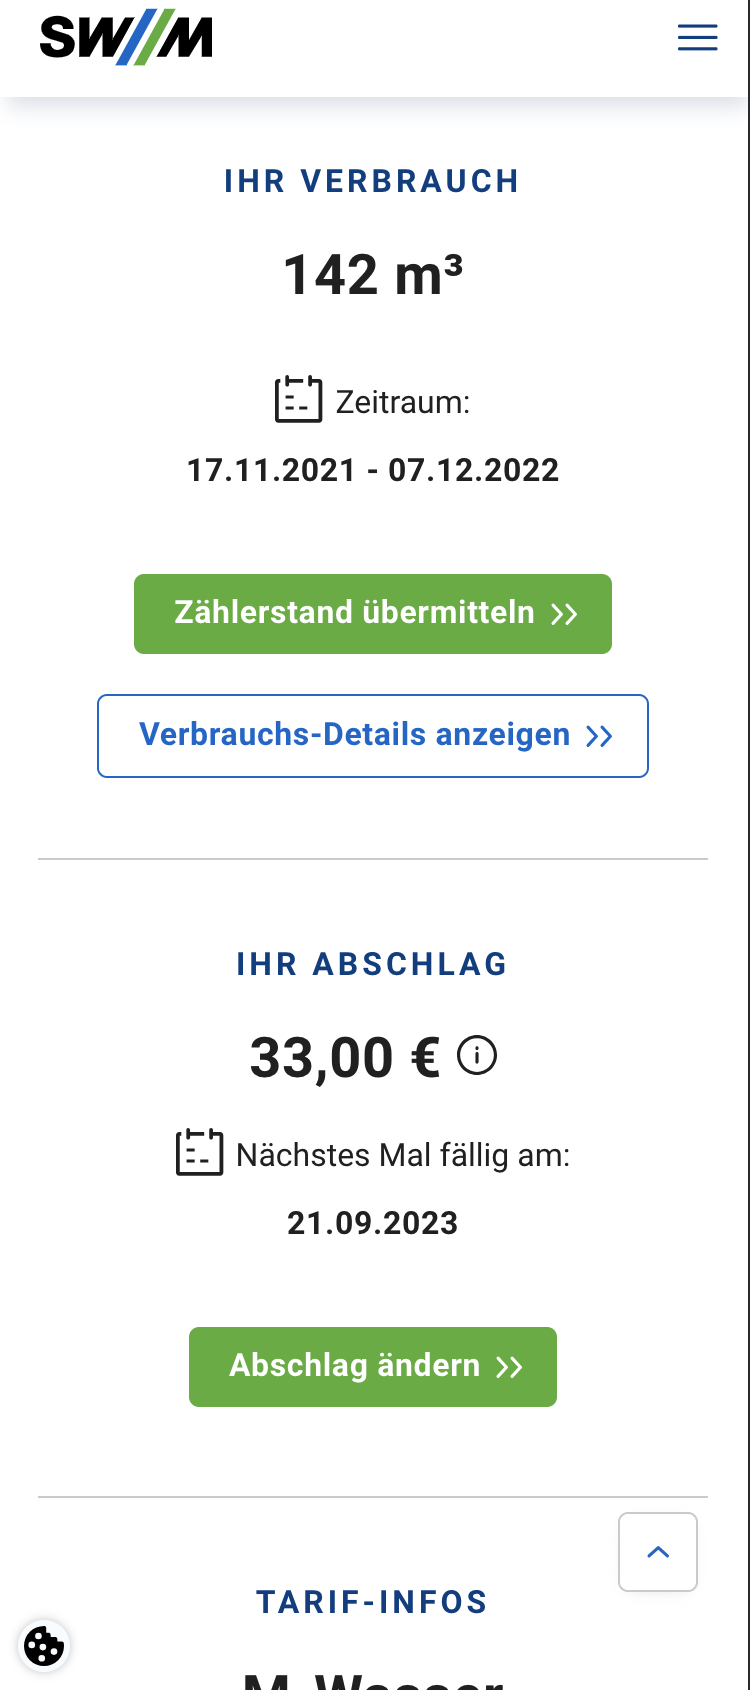 SW//M
IHR VERBRAUCH
142 m³
Zeitraum:
17.11.2021 - 07.12.2022
Zählerstand übermitteln
Verbrauchs-Details anzeigen
IHR ABSCHLAG
33,00 €
Nächstes Mal fällig am:
21.09.2023
Abschlag ändern
TARIF-INFOS
M-Wasser